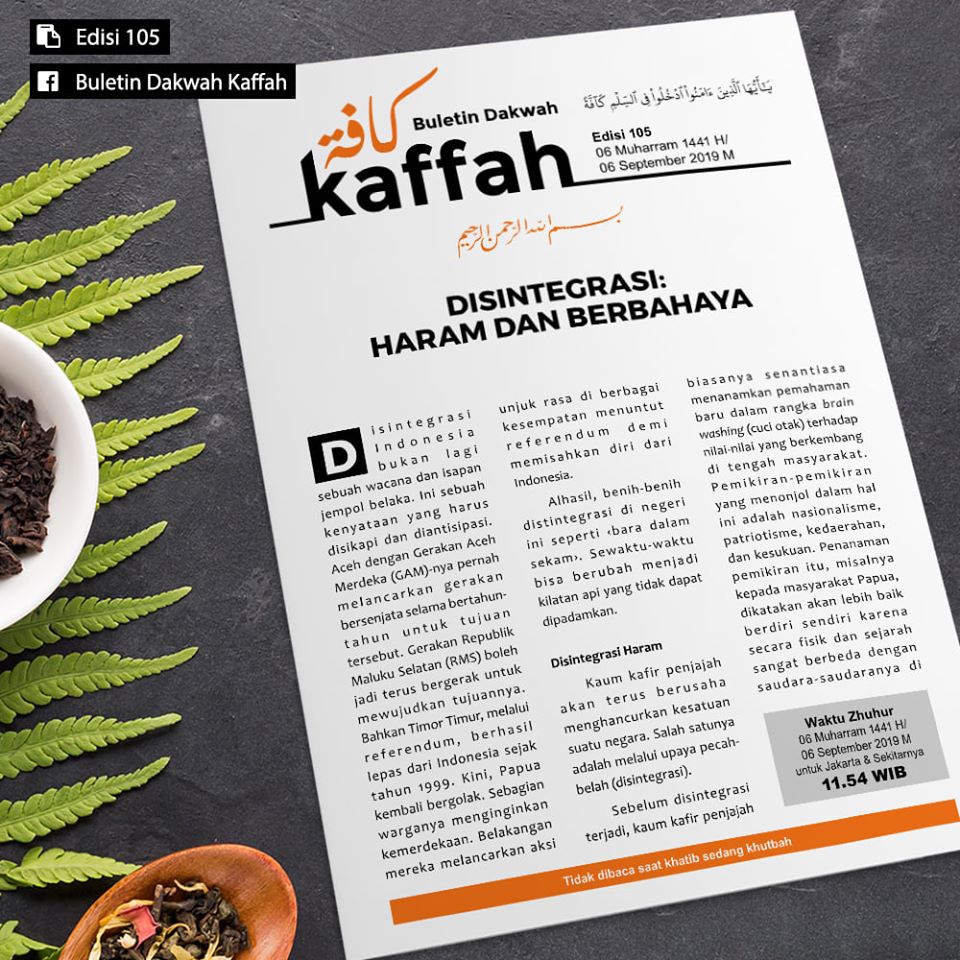 Edisi 105
Buletin Dakwah Kaffah
كافة
Buletin Dakwah
kaffah
يَٰٓأَيُّهَا ٱلَّذِينَ ءَامَنُوا۟ ٱدْخُلُوا۟ فِى ٱلسِّلْمِ كَآفَّةً
Edisi 105
06 Muharram 1441 H/
06 September 2019 M
بسم الله الرحمن الرحيم
DISINTEGRASI:
HARAM DAN BERBAHAYA
Disintegrasi
Indonesia
bukan lagi
sebuah wacana dan isapan
jempol belaka. Ini sebuah
kenyataan yang harus
disikapi dan diantisipasi.
Aceh dengan Gerakan Aceh
Merdeka (GAM)-nya pernah
melancarkan gerakan
bersenjata selama bertahun-
tahun untuk tujuan
tersebut. Gerakan Republik
Maluku Selatan (RMS) boleh
jadi terus bergerak untuk
mewujudkan tujuannya.
Bahkan Timor Timur, melalui
referendum, berhasil
lepas dari Indonesia sejak
tahun 1999. Kini, Papua
kembali bergolak. Sebagian
warganya menginginkan
kemerdekaan. Belakangan
mereka melancarkan aksi
unjuk rasa di berbagai
kesempatan menuntut
referendum demi
memisahkan diri dari
Indonesia.
Alhasil, benih-benih
distintegrasi di negeri
ini seperti ‹bara dalam
sekam›. Sewaktu-waktu
bisa berubah menjadi
kilatan api yang tidak dapat
dipadamkan.
Disintegrasi Haram
Kaum kafir penjajah
akan terus berusaha
menghancurkan kesatuan
suatu negara. Salah satunya
adalah melalui upaya pecah-
belah (disintegrasi).
Sebelum disintegrasi
terjadi, kaum kafir penjajah
biasanya senantiasa
menanamkan pemahaman
baru dalam rangka brain
washing (cuci otak) terhadap
nilai-nilai yang berkembang
di tengah masyarakat.
Pemikiran-pemikiran
yang menonjol dalam hal
ini adalah nasionalisme,
patriotisme, kedaerahan,
dan kesukuan. Penanaman
pemikiran itu, misalnya
kepada masyarakat Papua,
dikatakan akan lebih baik
berdiri sendiri karena
secara fisik dan sejarah
sangat berbeda dengan
saudara-saudaranya di
Waktu Zhuhur
06 Muharram 1441 H/
06 September 2019 M
untuk Jakarta & Sekitarnya
11.54 WIB
Tidak dibaca saat khatib sedang khutbah